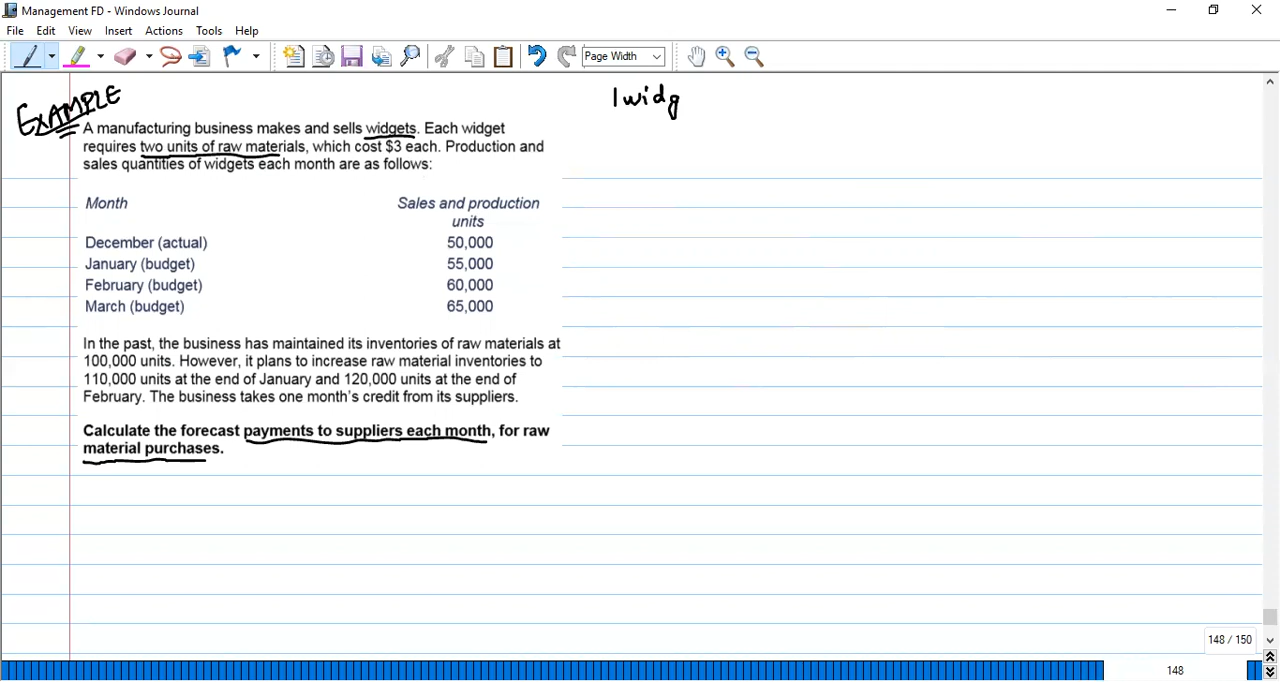 Management FD - Windows Journal
File Edit View Insert Actions Tools Help
Page Width
EXAMPLE
1 widg
A manufacturing business makes and sells widgets. Each widget
requires two units of raw materials, which cost $3 each. Production and
sales quantities of widgets each month are as follows:
Month Sales and production
units
December (actual) 50,000
January (budget) 55,000
February (budget) 60,000
March (budget) 65,000
In the past, the business has maintained its inventories of raw materials at
100,000 units. However, it plans to increase raw material inventories to
110,000 units at the end of January and 120,000 units at the end of
February. The business takes one month's credit from its suppliers.
Calculate the forecast payments to suppliers each month, for raw
material purchases.
148 / 150
148